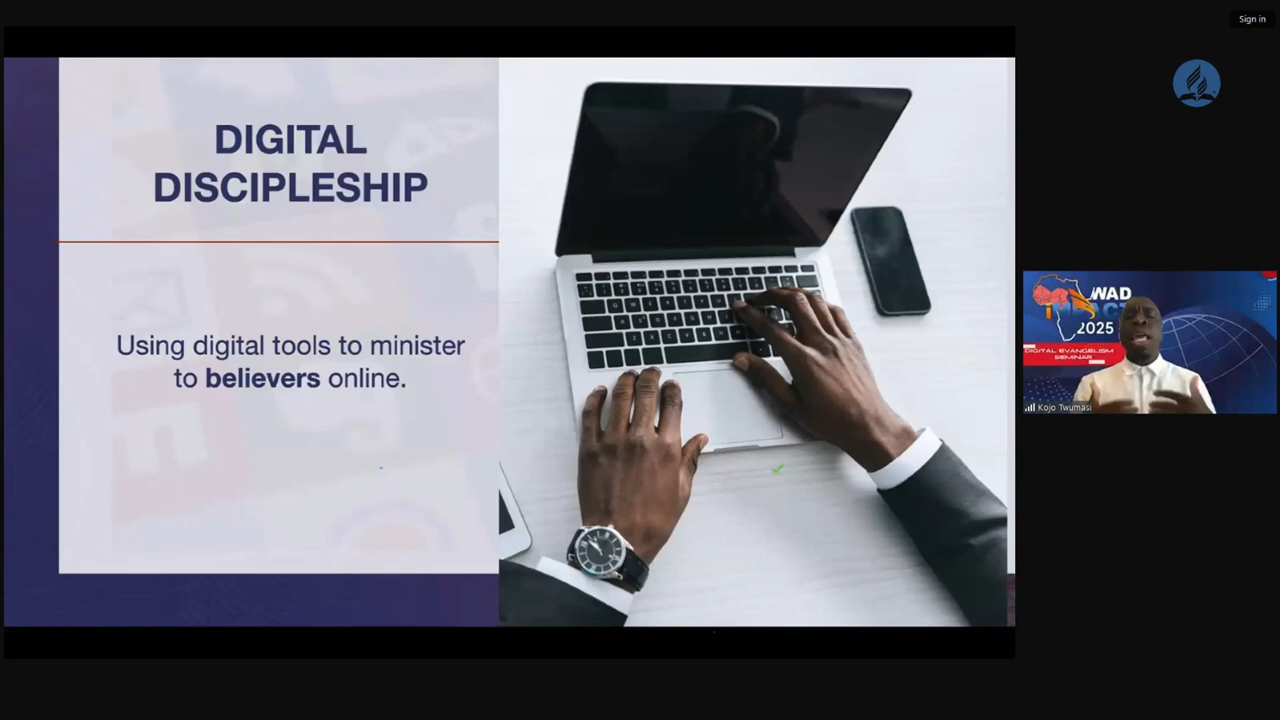 Sign in
DIGITAL
DISCIPLESHIP
Using digital tools to minister
to believers online.
WAD
2025
DIGITAL EVANGELISM
SEMINAR
Kojo Twumasi